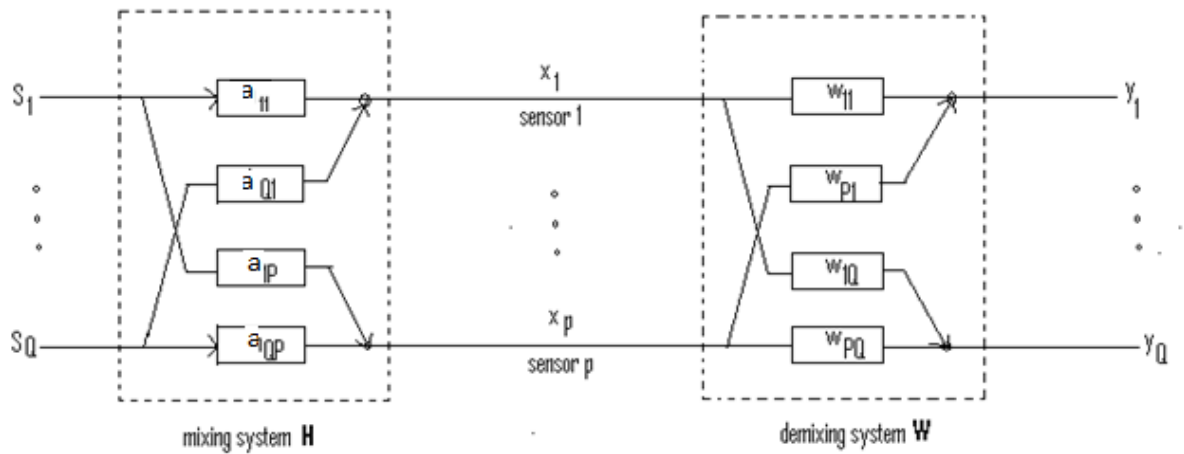 S1
a11
x1
sensor 1
w11
y1
aQ1
wP1
a1P
w1Q
SQ
aQP
xp
sensor p
wPQ
yQ
mixing system H
demixing system W